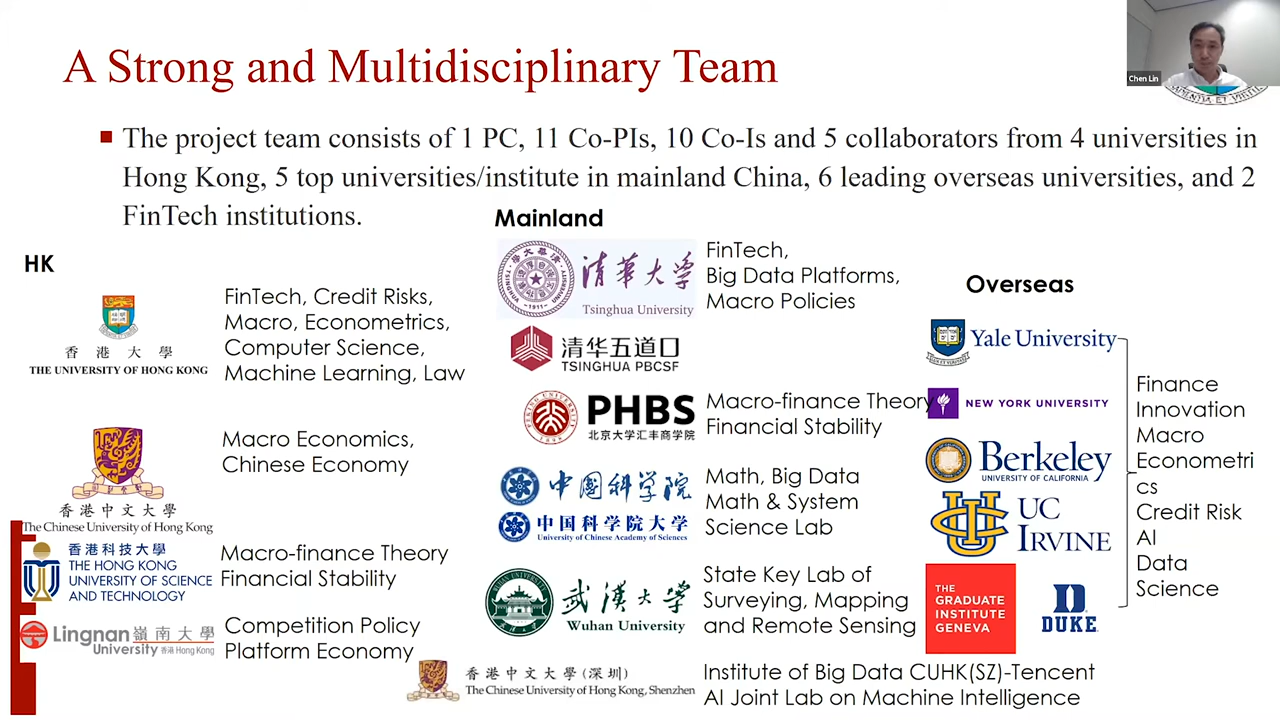 A Strong and Multidisciplinary Team
Chen Lin
The project team consists of 1 PC, 11 Co-PIs, 10 Co-Is and 5 collaborators from 4 universities in
Hong Kong, 5 top universities/institute in mainland China, 6 leading overseas universities, and 2
FinTech institutions.
HK
香港大學
THE UNIVERSITY OF HONG KONG
FinTech, Credit Risks,
Macro, Econometrics,
Computer Science,
Machine Learning, Law
香港中文大學
The Chinese University of Hong Kong
Macro Economics,
Chinese Economy
香港科技大學
THE HONG KONG
UNIVERSITY OF SCIENCE
AND TECHNOLOGY
Macro-finance Theory
Financial Stability
Lingnan 嶺南大學
University 香港 Hong Kong
Competition Policy
Platform Economy
Mainland
清華大学
Tsinghua University
FinTech,
Big Data Platforms,
Macro Policies
清华五道口
TSINGHUA PBCSF
PHBS
北京大学汇丰商学院
Macro-finance Theory
Financial Stability
中国科学院
中国科学院大学
University of Chinese Academy of Sciences
Math, Big Data
Math & System
Science Lab
武漢大学
Wuhan University
State Key Lab of
Surveying, Mapping
and Remote Sensing
香港中文大學(深圳)
The Chinese University of Hong Kong, Shenzhen
Institute of Big Data CUHK(SZ)-Tencent
AI Joint Lab on Machine Intelligence
Overseas
Yale University
NEW YORK UNIVERSITY
Berkeley
UNIVERSITY OF CALIFORNIA
UC
IRVINE
THE
GRADUATE
INSTITUTE
GENEVA
DUKE
Finance
Innovation
Macro
Econometri
cs
Credit Risk
AI
Data
Science